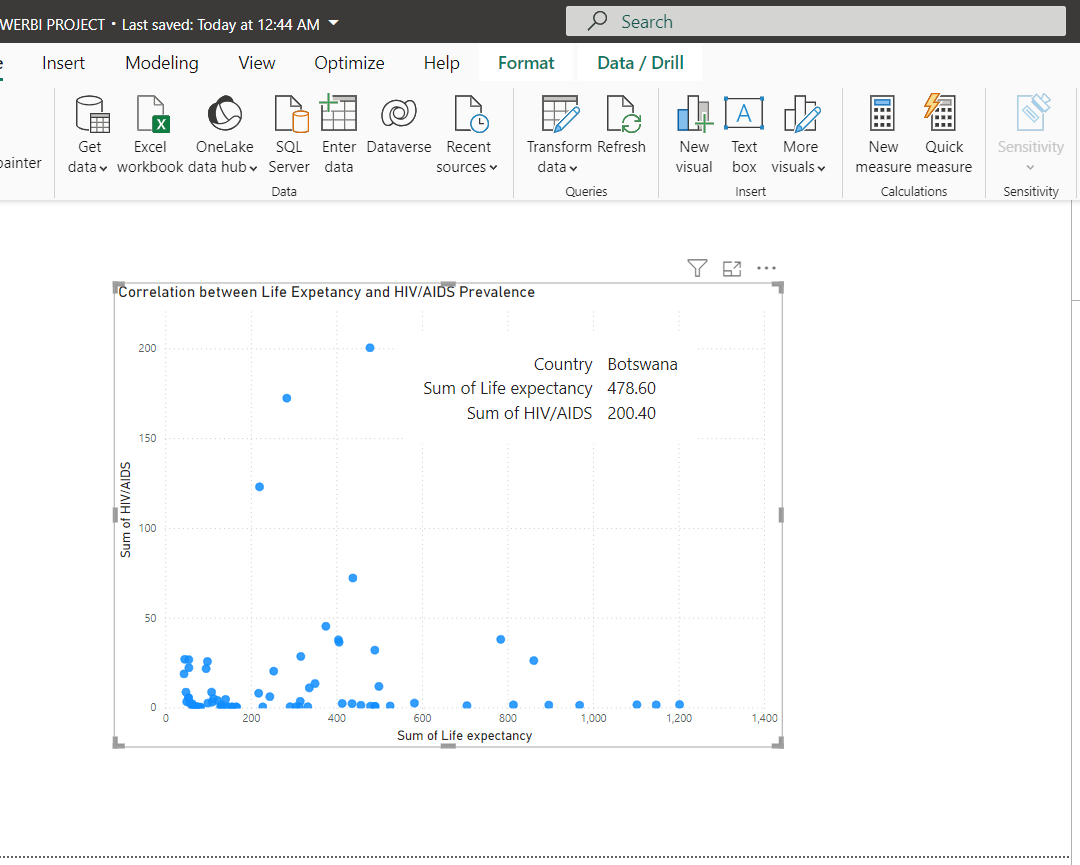 WERBI PROJECT • Last saved: Today at 12:44 AM
Search
Insert Modeling View Optimize Help Format Data / Drill
painter
Get data
Excel workbook
OneLake data hub
SQL Server
Enter data
Dataverse
Recent sources
Data
Transform data
Refresh
Queries
New visual
Text box
More visuals
Insert
New measure
Quick measure
Calculations
Sensitivity
Sensitivity
Correlation between Life Expetancy and HIV/AIDS Prevalence
Country Botswana
Sum of Life expectancy 478.60
Sum of HIV/AIDS 200.40
Sum of HIV/AIDS
200
150
100
50
0
0 200 400 600 800 1,000 1,200 1,400
Sum of Life expectancy